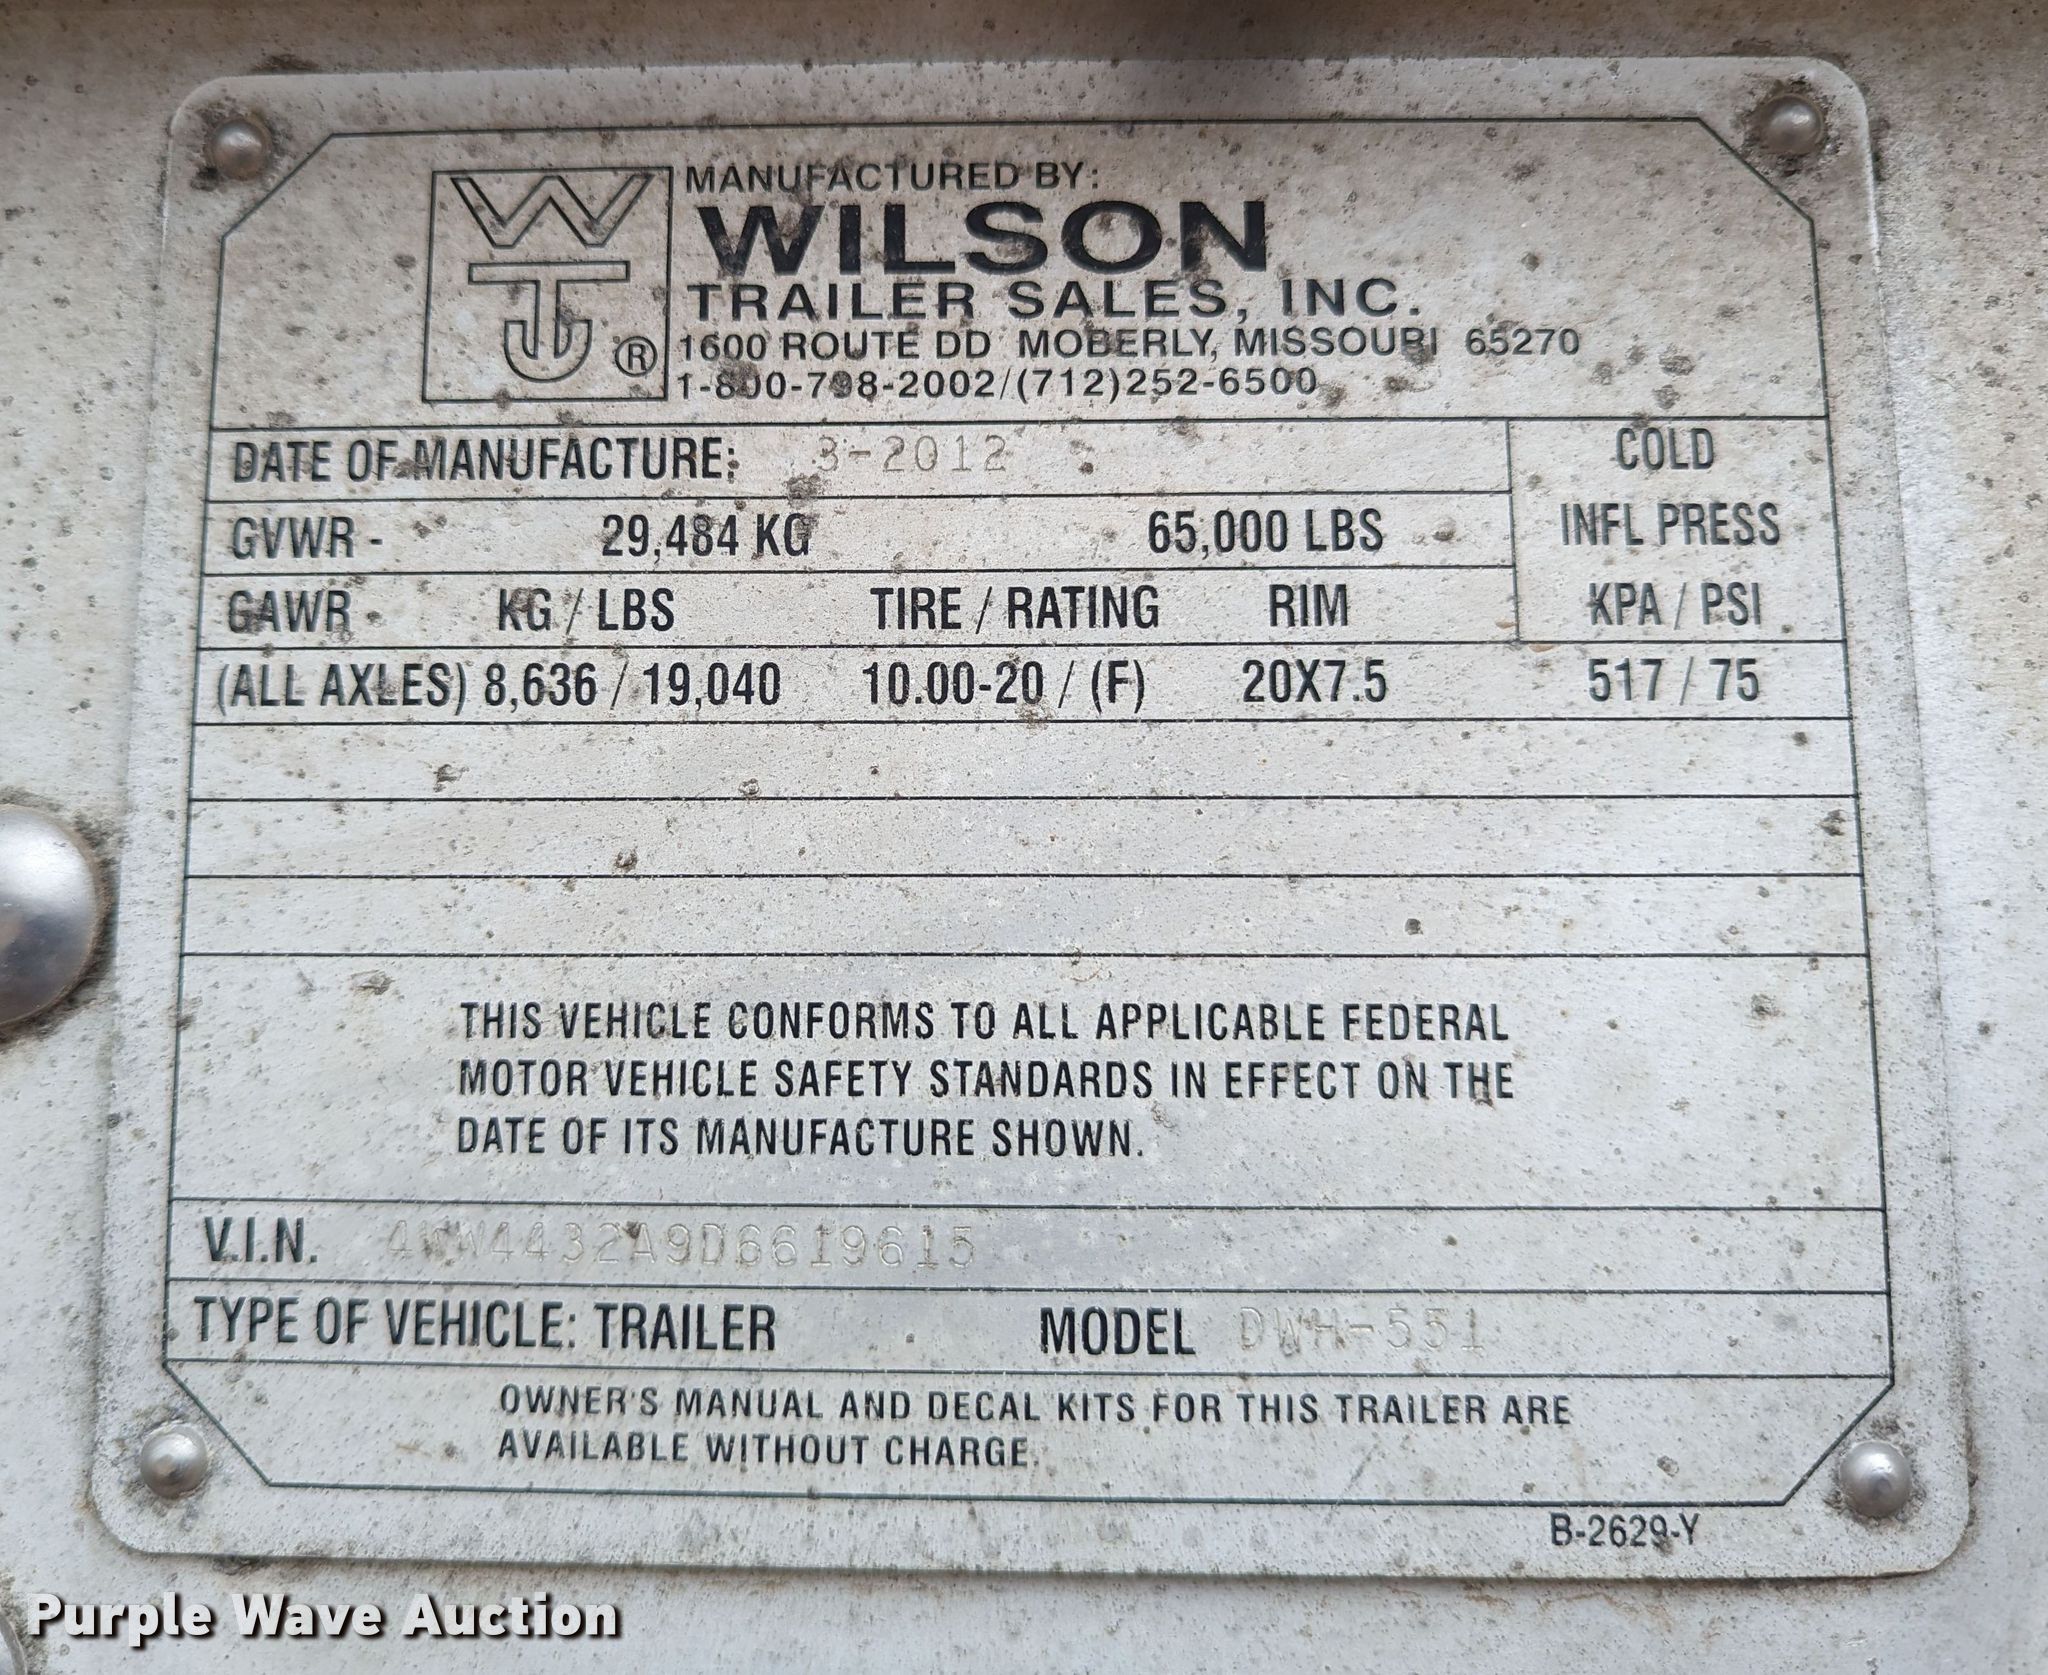 WTJ®
MANUFACTURED BY:
WILSON
TRAILER SALES, INC.
1600 ROUTE DD MOBERLY, MISSOURI 65270
1-800-798-2002/(712)252-6500
DATE OF MANUFACTURE: 3-2012
COLD
INFL PRESS
KPA / PSI
GVWR - 29,484 KG 65,000 LBS
GAWR - KG / LBS TIRE / RATING RIM
(ALL AXLES) 8,636 / 19,040 10.00-20 / (F) 20X7.5 517 / 75
THIS VEHICLE CONFORMS TO ALL APPLICABLE FEDERAL
MOTOR VEHICLE SAFETY STANDARDS IN EFFECT ON THE
DATE OF ITS MANUFACTURE SHOWN.
V.I.N. 4WW4432A9D6619615
TYPE OF VEHICLE: TRAILER MODEL DWH-551
OWNER'S MANUAL AND DECAL KITS FOR THIS TRAILER ARE
AVAILABLE WITHOUT CHARGE.
B-2629-Y
Purple Wave Auction